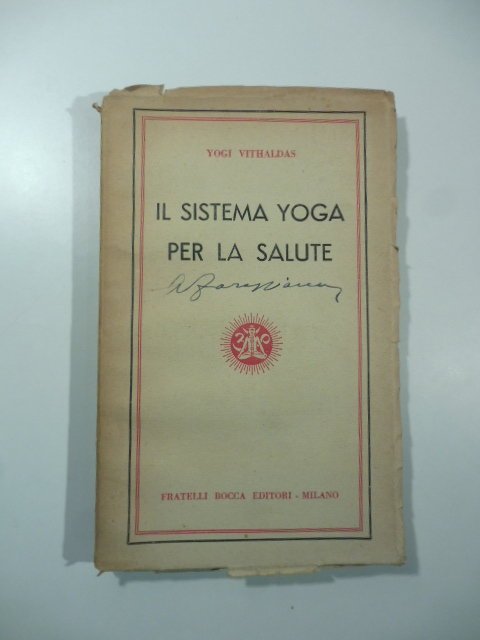 YOGI VITHALDAS
IL SISTEMA YOGA
PER LA SALUTE
FRATELLI BOCCA EDITORI - MILANO